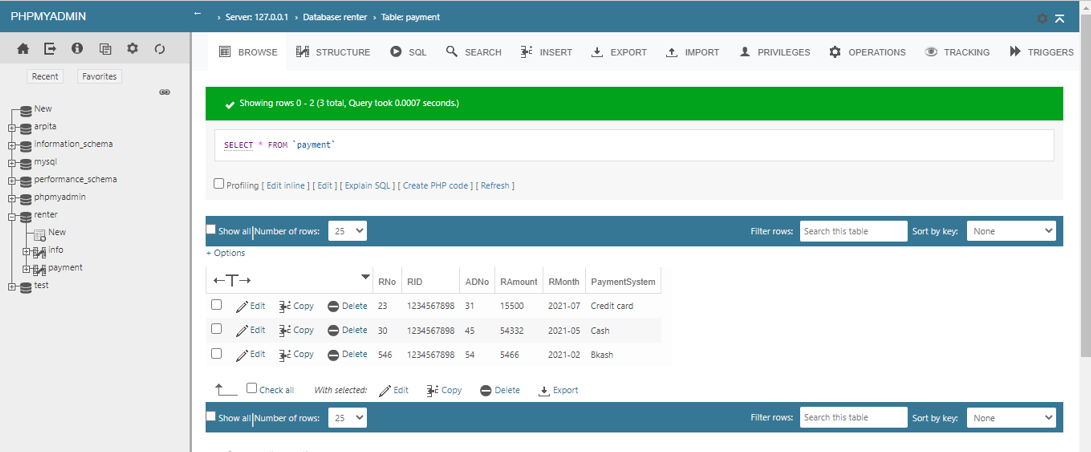 PHPMYADMIN
Server: 127.0.0.1 › Database: renter › Table: payment
Recent Favorites
New
arpita
information_schema
mysql
performance_schema
phpmyadmin
renter
New
info
payment
test
BROWSE STRUCTURE SQL SEARCH INSERT EXPORT IMPORT PRIVILEGES OPERATIONS TRACKING TRIGGERS
Showing rows 0 - 2 (3 total, Query took 0.0007 seconds.)
SELECT * FROM `payment`
Profiling [ Edit inline ] [ Edit ] [ Explain SQL ] [ Create PHP code ] [ Refresh ]
Show all | Number of rows: 25 Filter rows: Search this table Sort by key: None
+ Options
←T→ RNo RID ADNo RAmount RMonth PaymentSystem
Edit Copy Delete 23 1234567898 31 15500 2021-07 Credit card
Edit Copy Delete 30 1234567898 45 54332 2021-05 Cash
Edit Copy Delete 546 1234567898 54 5466 2021-02 Bkash
Check all With selected: Edit Copy Delete Export
Show all | Number of rows: 25 Filter rows: Search this table Sort by key: None